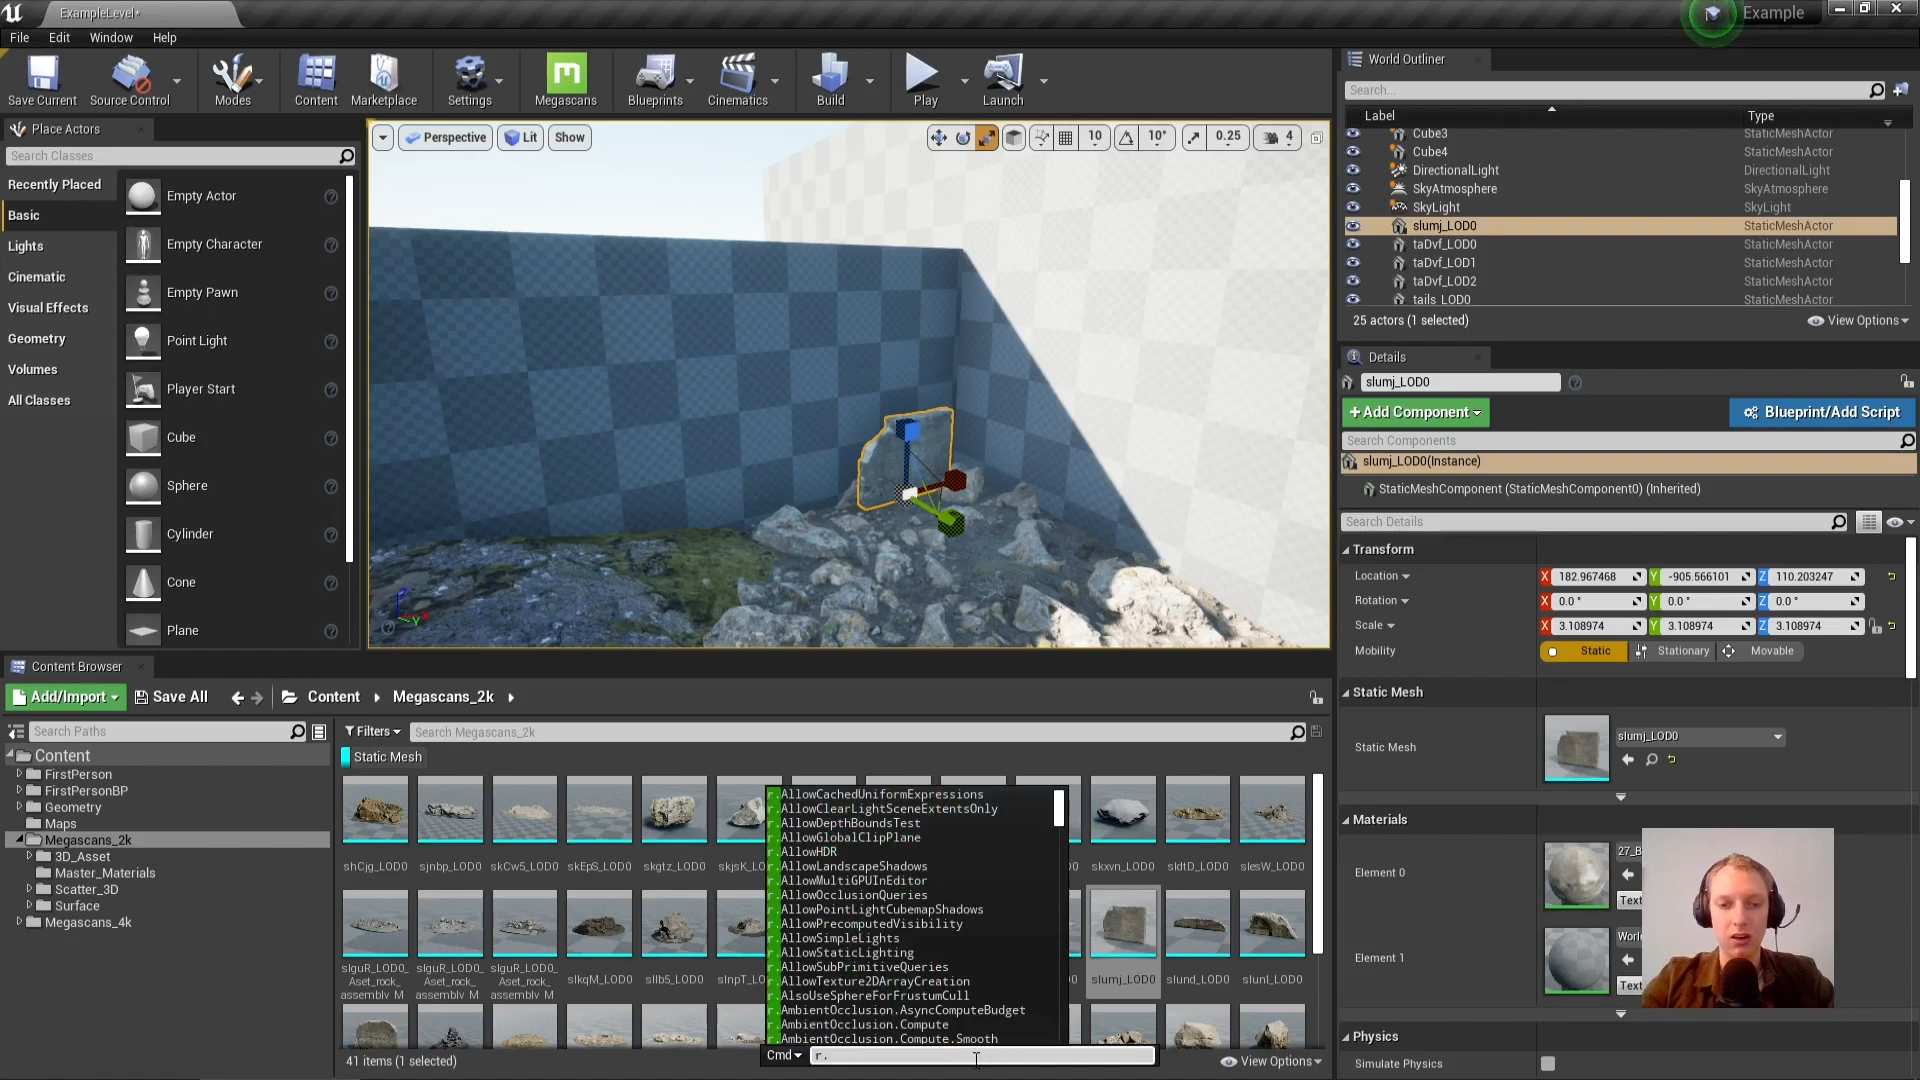 ExampleLevel*
Example
File Edit Window Help
Save Current
Source Control
Modes
Content
Marketplace
Settings
Megascans
Blueprints
Cinematics
Build
Play
Launch
Place Actors
Search Classes
Recently Placed
Basic
Lights
Cinematic
Visual Effects
Geometry
Volumes
All Classes
Empty Actor
Empty Character
Empty Pawn
Point Light
Player Start
Cube
Sphere
Cylinder
Cone
Plane
Perspective
Lit
Show
10
10°
0.25
4
World Outliner
Search...
Label Type
Cube3 StaticMeshActor
Cube4 StaticMeshActor
DirectionalLight DirectionalLight
SkyAtmosphere SkyAtmosphere
SkyLight SkyLight
slumj_LOD0 StaticMeshActor
taDvf_LOD0 StaticMeshActor
taDvf_LOD1 StaticMeshActor
taDvf_LOD2 StaticMeshActor
tails_LOD0 StaticMeshActor
25 actors (1 selected)
View Options
Details
slumj_LOD0
+Add Component
Blueprint/Add Script
Search Components
slumj_LOD0(Instance)
StaticMeshComponent (StaticMeshComponent0) (Inherited)
Search Details
Transform
Location X 182.967468 Y -905.566101 Z 110.203247
Rotation X 0.0 ° Y 0.0 ° Z 0.0 °
Scale X 3.108974 Y 3.108974 Z 3.108974
Mobility Static Stationary Movable
Static Mesh
Static Mesh slumj_LOD0
Materials
Element 0
27_B
Text
Element 1
World
Text
Physics
Simulate Physics
Content Browser
Add/Import
Save All
Content
Megascans_2k
Search Paths
Filters
Search Megascans_2k
Static Mesh
Content
FirstPerson
FirstPersonBP
Geometry
Maps
Megascans_2k
3D_Asset
Master_Materials
Scatter_3D
Surface
Megascans_4k
shCjg_LOD0
sjnbp_LOD0
skCw5_LOD0
skEpS_LOD0
skgtz_LOD0
skjsK_LOD0
skxvn_LOD0
sldtD_LOD0
slesW_LOD0
slguR_LOD0_
Aset_rock_
assembly_M
slguR_LOD0_
Aset_rock_
assembly_M
slguR_LOD0_
Aset_rock_
assembly_M
slkqM_LOD0
sllb5_LOD0
slnpT_LOD0
slumj_LOD0
slund_LOD0
slunl_LOD0
r.AllowCachedUniformExpressions
r.AllowClearLightSceneExtentsOnly
r.AllowDepthBoundsTest
r.AllowGlobalClipPlane
r.AllowHDR
r.AllowLandscapeShadows
r.AllowMultiGPUInEditor
r.AllowOcclusionQueries
r.AllowPointLightCubemapShadows
r.AllowPrecomputedVisibility
r.AllowSimpleLights
r.AllowStaticLighting
r.AllowSubPrimitiveQueries
r.AllowTexture2DArrayCreation
r.AlsoUseSphereForFrustumCull
r.AmbientOcclusion.AsyncComputeBudget
r.AmbientOcclusion.Compute
r.AmbientOcclusion.Compute.Smooth
Cmd
r.
41 items (1 selected)
View Options